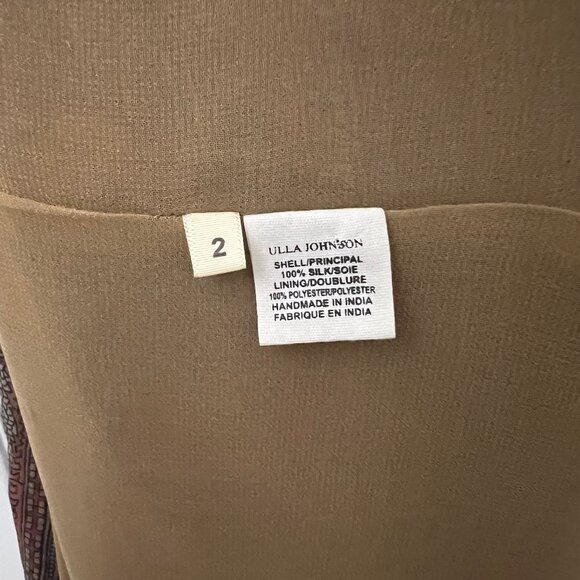 2
ULLA JOHNSON
SHELL/PRINCIPAL
100% SILK/SOIE
LINING/DOUBLURE
100% POLYESTER/POLYESTER
HANDMADE IN INDIA
FABRIQUE EN INDIA